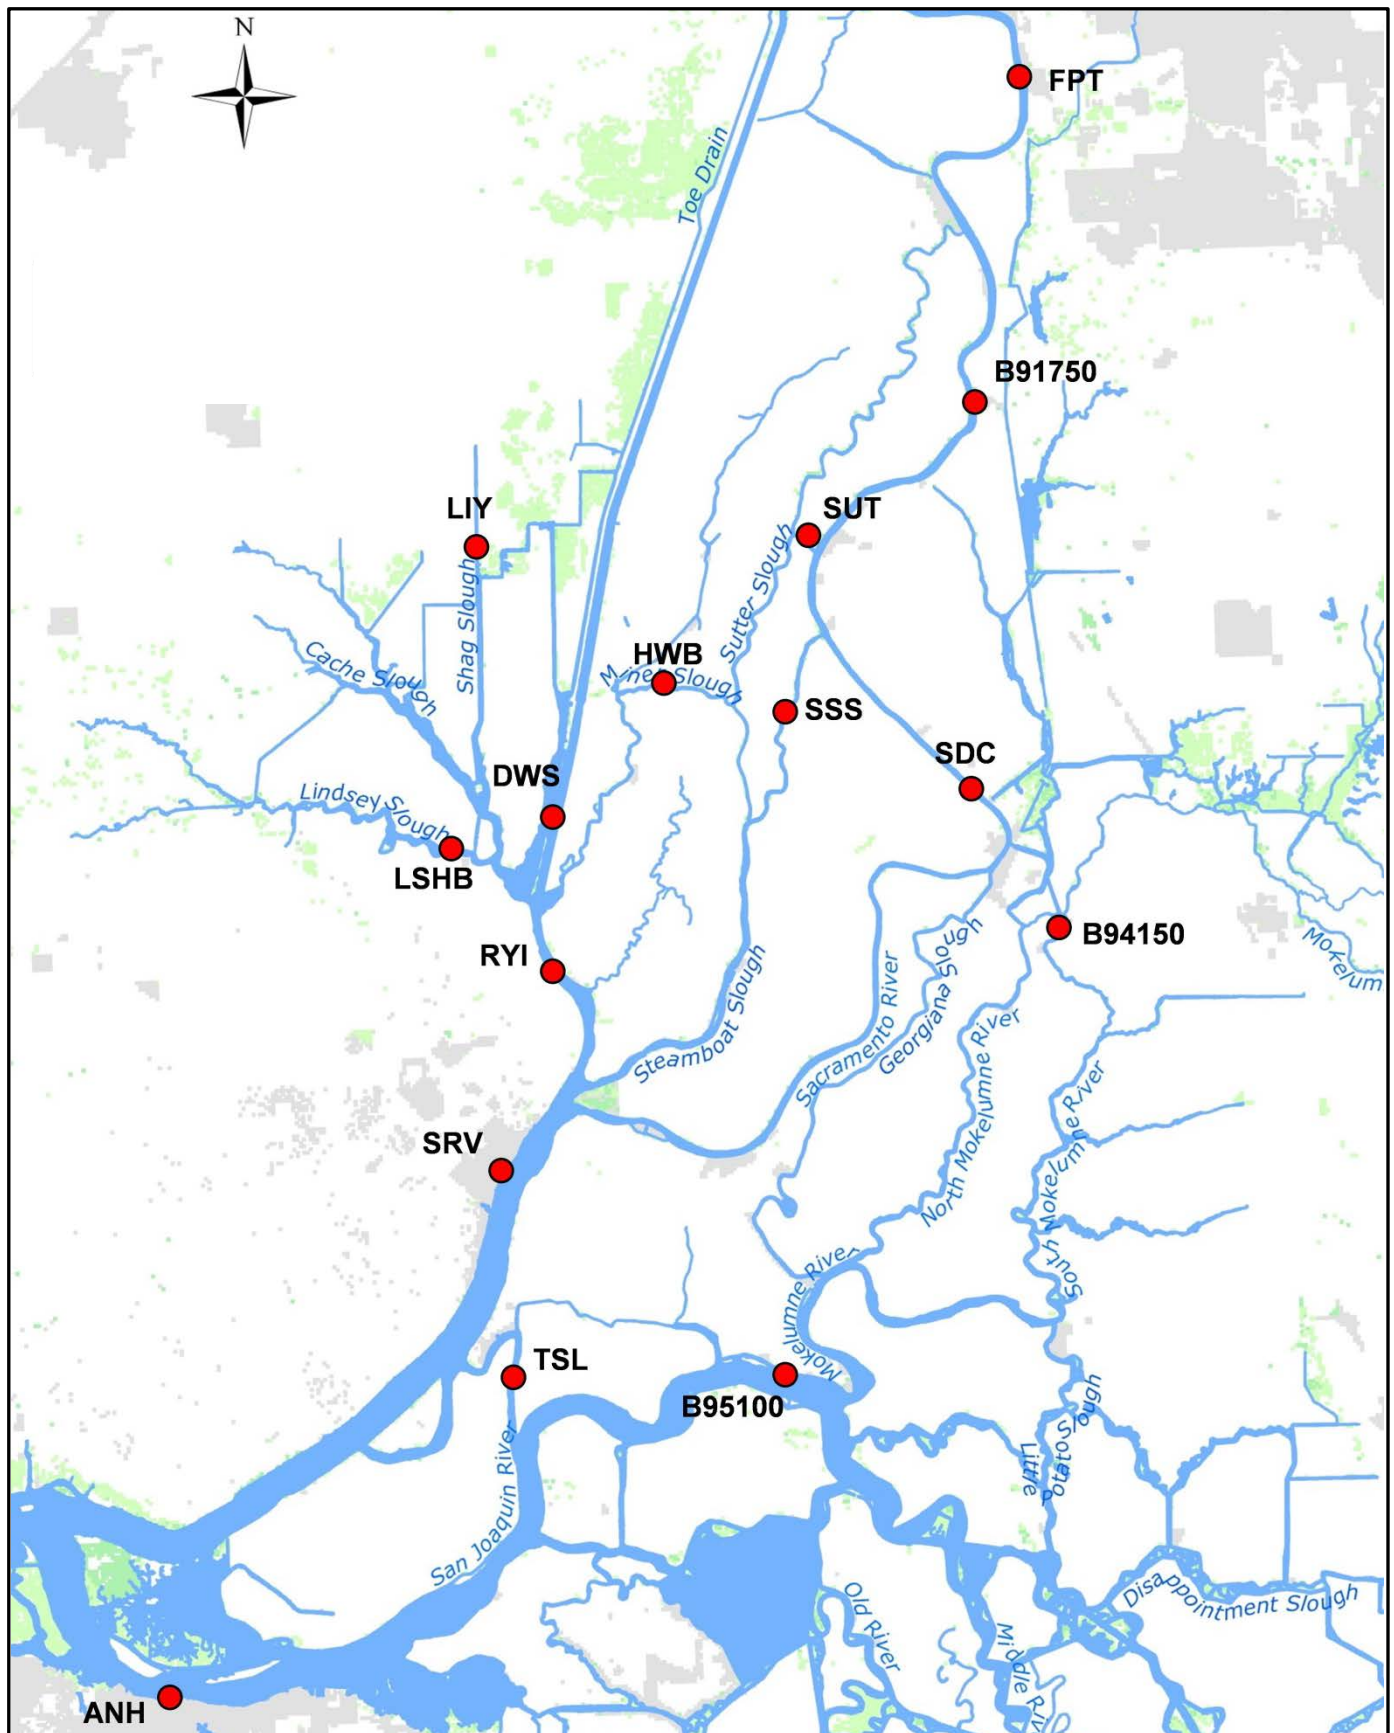 N
FPT
Toe Drain
B91750
LIY
SUT
Shag Slough
Sutter Slough
HWB
Cache Slough
Miner Slough
SSS
SDC
DWS
Lindsey Slough
LSHB
B94150
Mokelum
RYI
Steamboat Slough
Sacramento River
Georgiana Slough
North Mokelumne River
South Mokelumne River
SRV
Mokelumne River
TSL
B95100
Little
Potato Slough
San Joaquin River
Disappointment Slough
Old River
Middle Riv
ANH